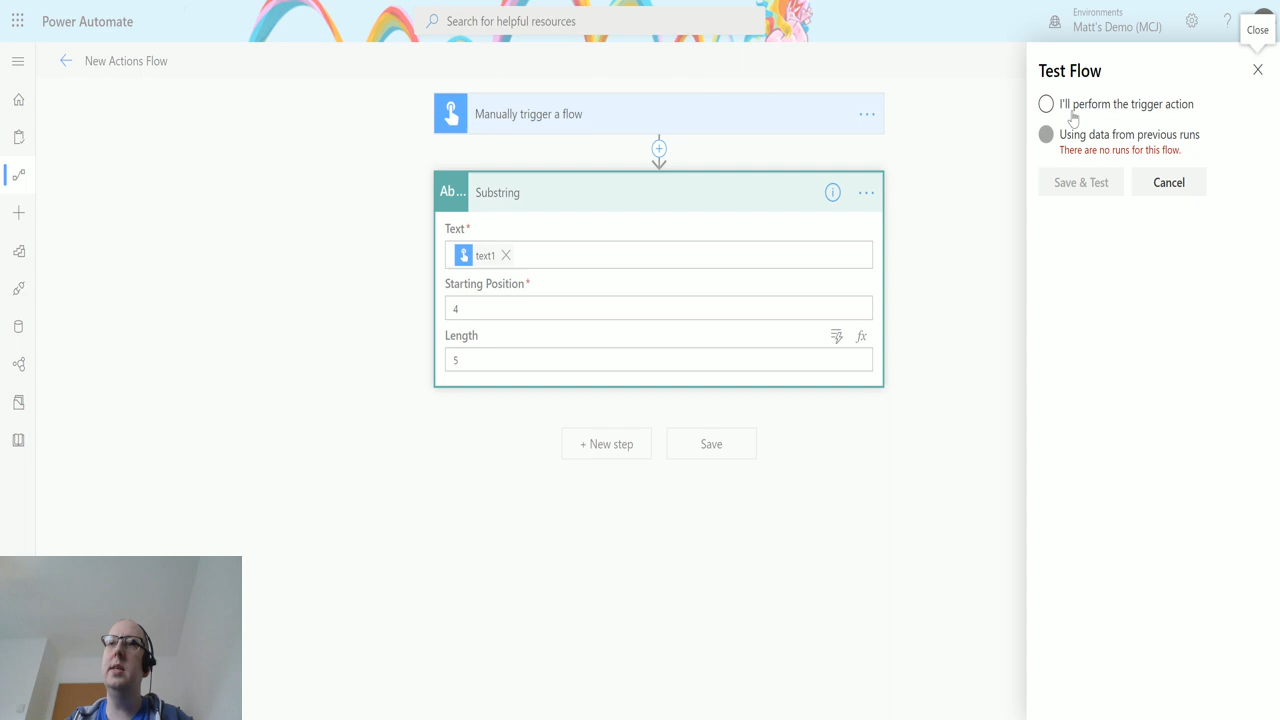 Power Automate
Search for helpful resources
Environments
Matt's Demo (MCJ)
?
Close
New Actions Flow
Test Flow
Manually trigger a flow
I'll perform the trigger action
Using data from previous runs
There are no runs for this flow.
Save & Test
Cancel
Ab...
Substring
Text*
text1
Starting Position*
4
Length
fx
5
+ New step
Save